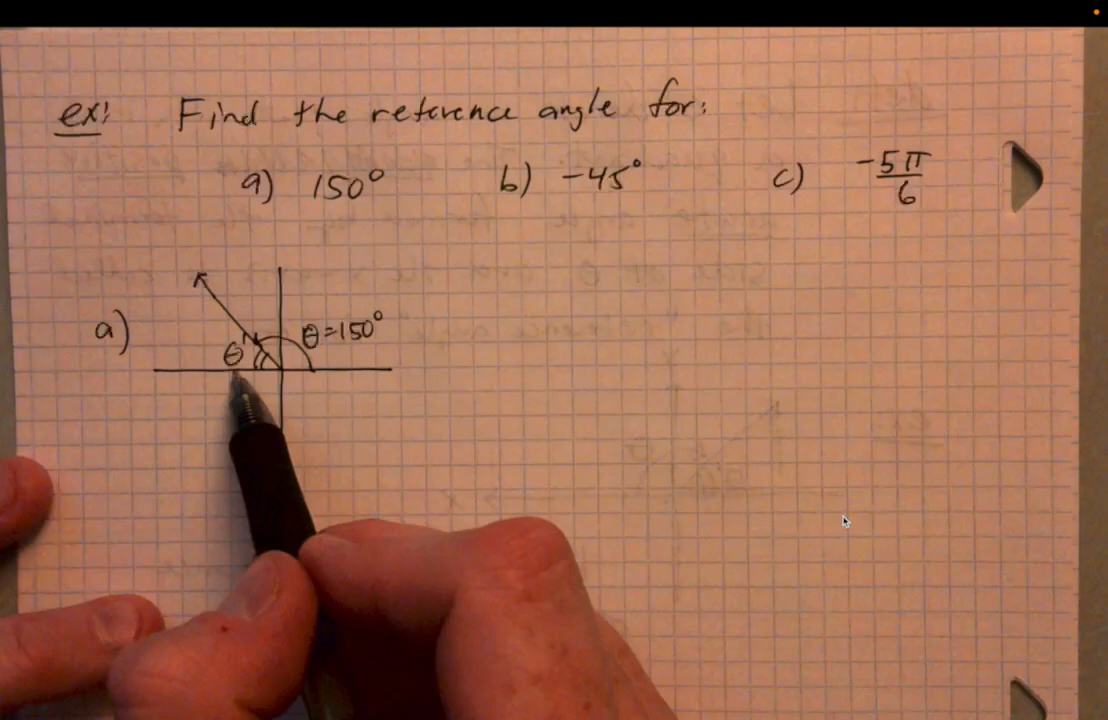 ex: Find the reference angle for:
a) 150° b) -45° c) -5π/6
a) θ' θ=150°